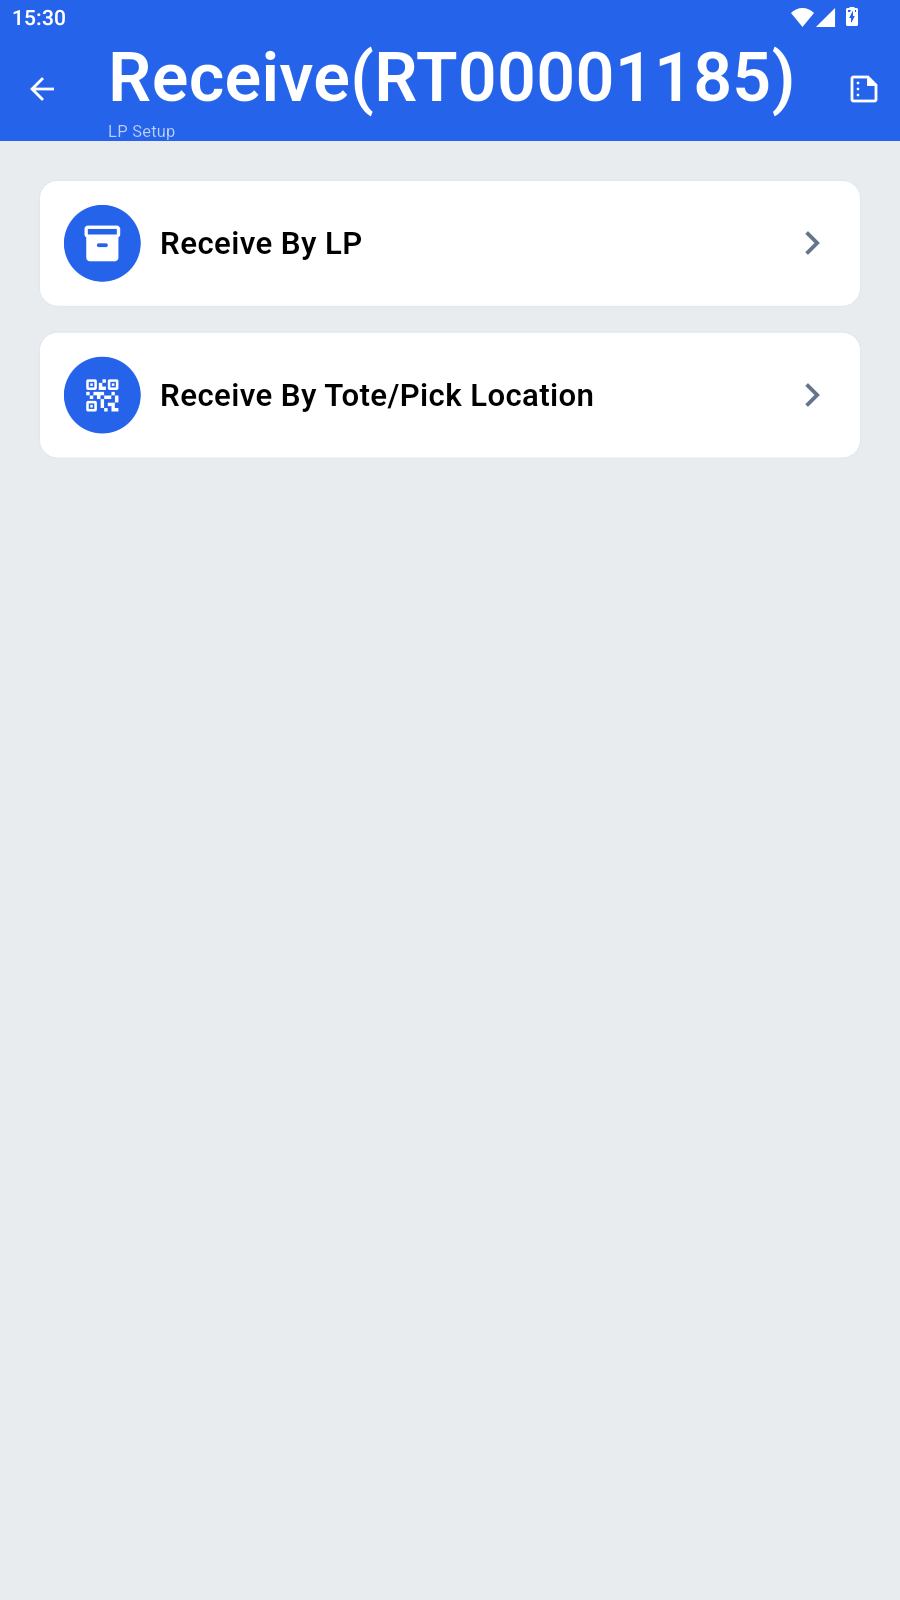 15:30
Receive(RT00001185)
LP Setup
Receive By LP
Receive By Tote/Pick Location